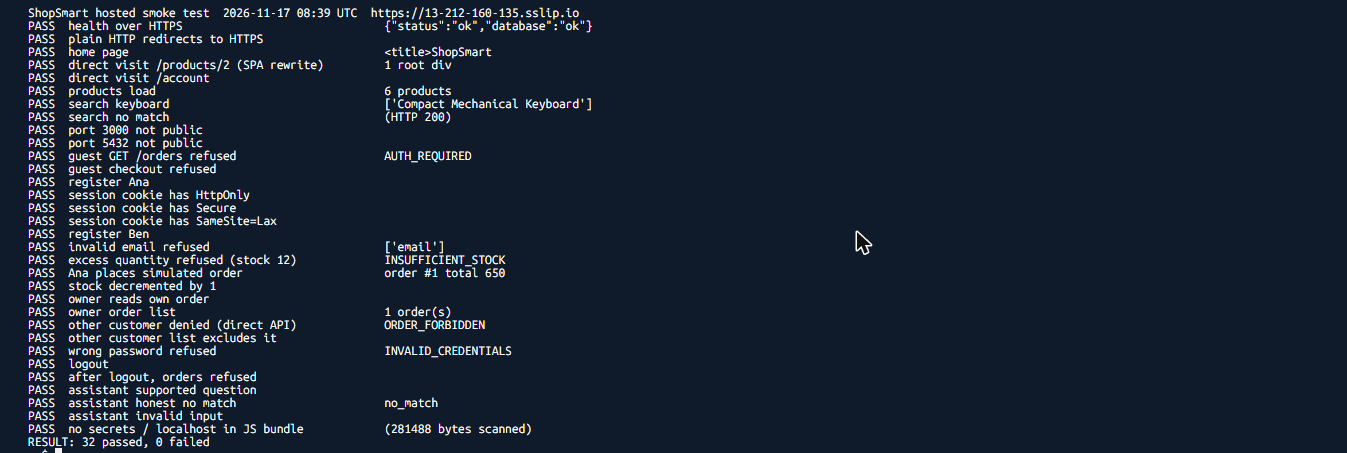 ShopSmart hosted smoke test  2026-11-17 08:39 UTC  https://13-212-160-135.sslip.io
PASS  health over HTTPS  {"status":"ok","database":"ok"}
PASS  plain HTTP redirects to HTTPS
PASS  home page  <title>ShopSmart
PASS  direct visit /products/2 (SPA rewrite)  1 root div
PASS  direct visit /account
PASS  products load  6 products
PASS  search keyboard  ['Compact Mechanical Keyboard']
PASS  search no match  (HTTP 200)
PASS  port 3000 not public
PASS  port 5432 not public
PASS  guest GET /orders refused  AUTH_REQUIRED
PASS  guest checkout refused
PASS  register Ana
PASS  session cookie has HttpOnly
PASS  session cookie has Secure
PASS  session cookie has SameSite=Lax
PASS  register Ben
PASS  invalid email refused  ['email']
PASS  excess quantity refused (stock 12)  INSUFFICIENT_STOCK
PASS  Ana places simulated order  order #1 total 650
PASS  stock decremented by 1
PASS  owner reads own order
PASS  owner order list  1 order(s)
PASS  other customer denied (direct API)  ORDER_FORBIDDEN
PASS  other customer list excludes it
PASS  wrong password refused  INVALID_CREDENTIALS
PASS  logout
PASS  after logout, orders refused
PASS  assistant supported question
PASS  assistant honest no match  no_match
PASS  assistant invalid input
PASS  no secrets / localhost in JS bundle  (281488 bytes scanned)
RESULT: 32 passed, 0 failed